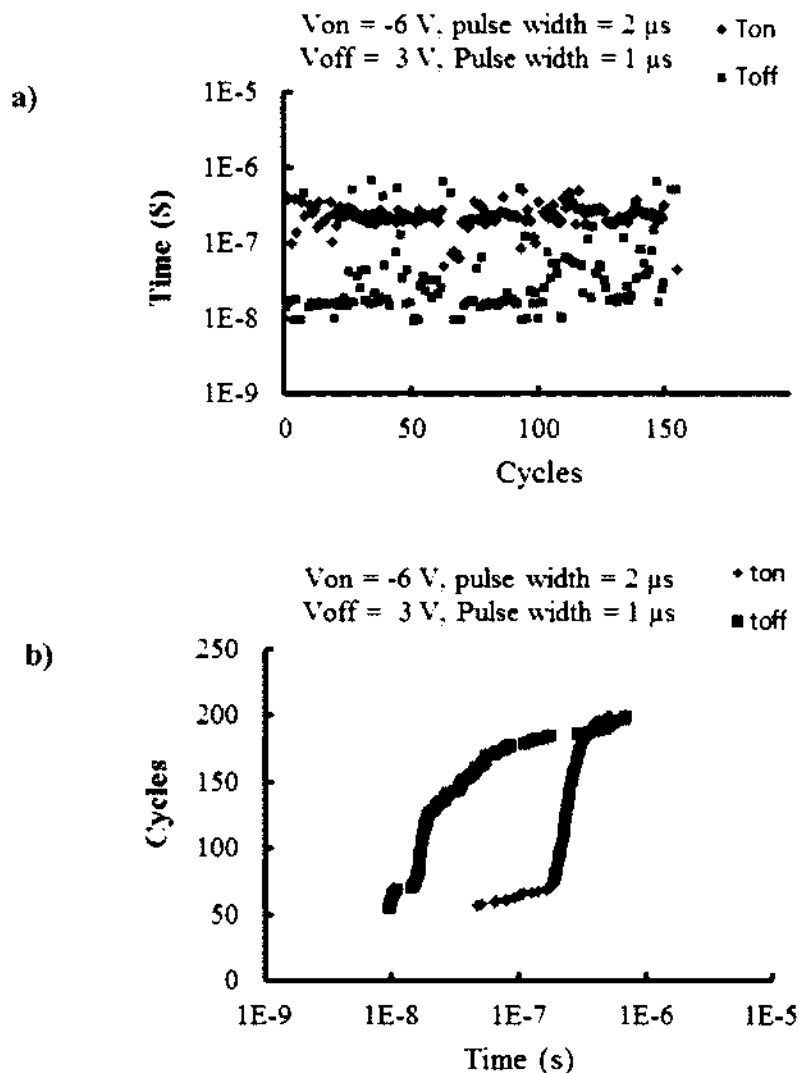 Von = -6 V, pulse width = 2 μs
Voff = 3 V, Pulse width = 1 μs
Ton
Toff
a)
1E-5
1E-6
1E-7
1E-8
1E-9
Time (S)
0 50 100 150
Cycles
Von = -6 V, pulse width = 2 μs
Voff = 3 V, Pulse width = 1 μs
ton
toff
b)
250
200
150
100
50
0
Cycles
1E-9 1E-8 1E-7 1E-6 1E-5
Time (s)